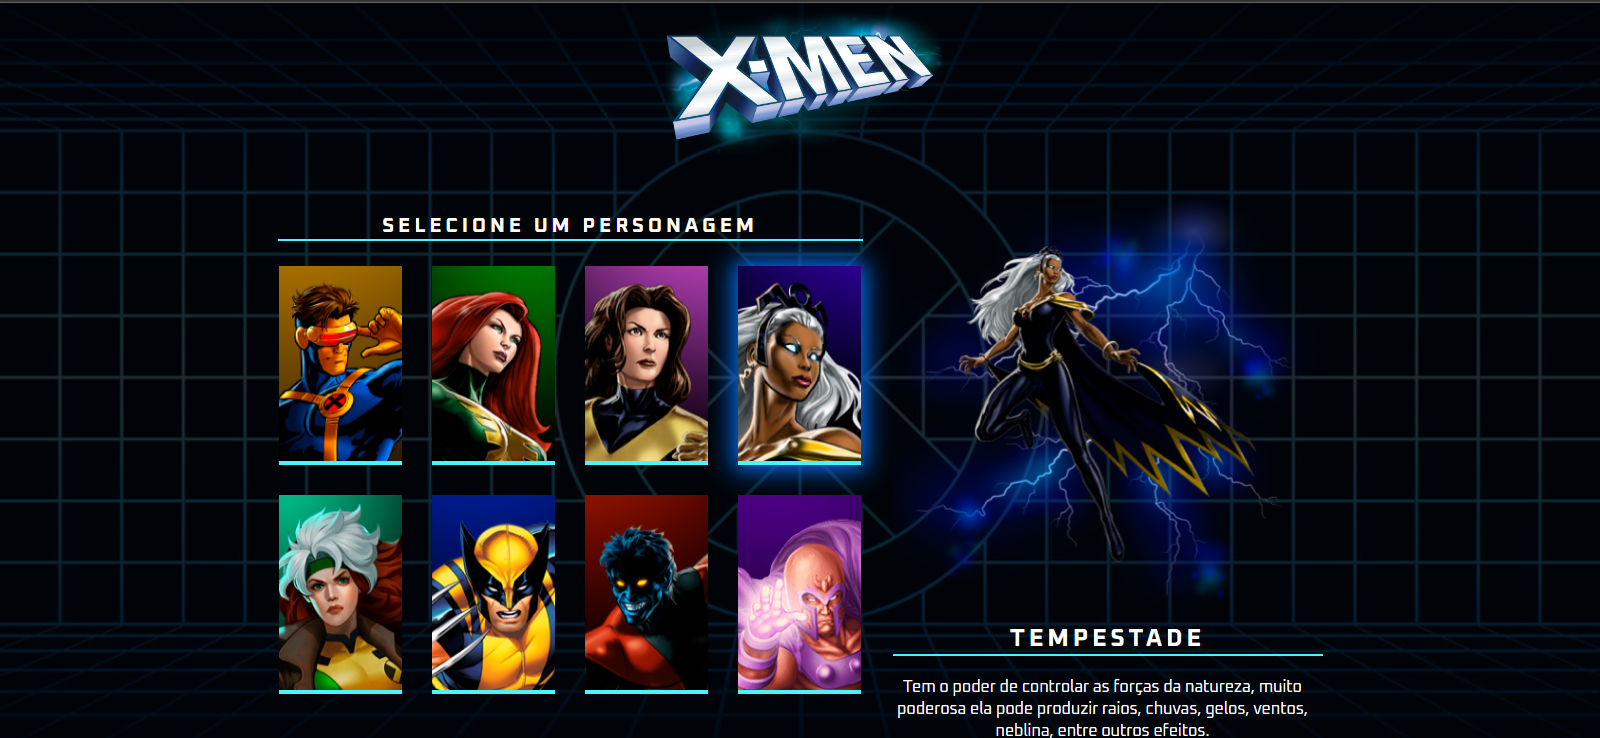 X-MEN
SELECIONE UM PERSONAGEM
TEMPESTADE
Tem o poder de controlar as forças da natureza, muito
poderosa ela pode produzir raios, chuvas, gelos, ventos,
neblina, entre outros efeitos.